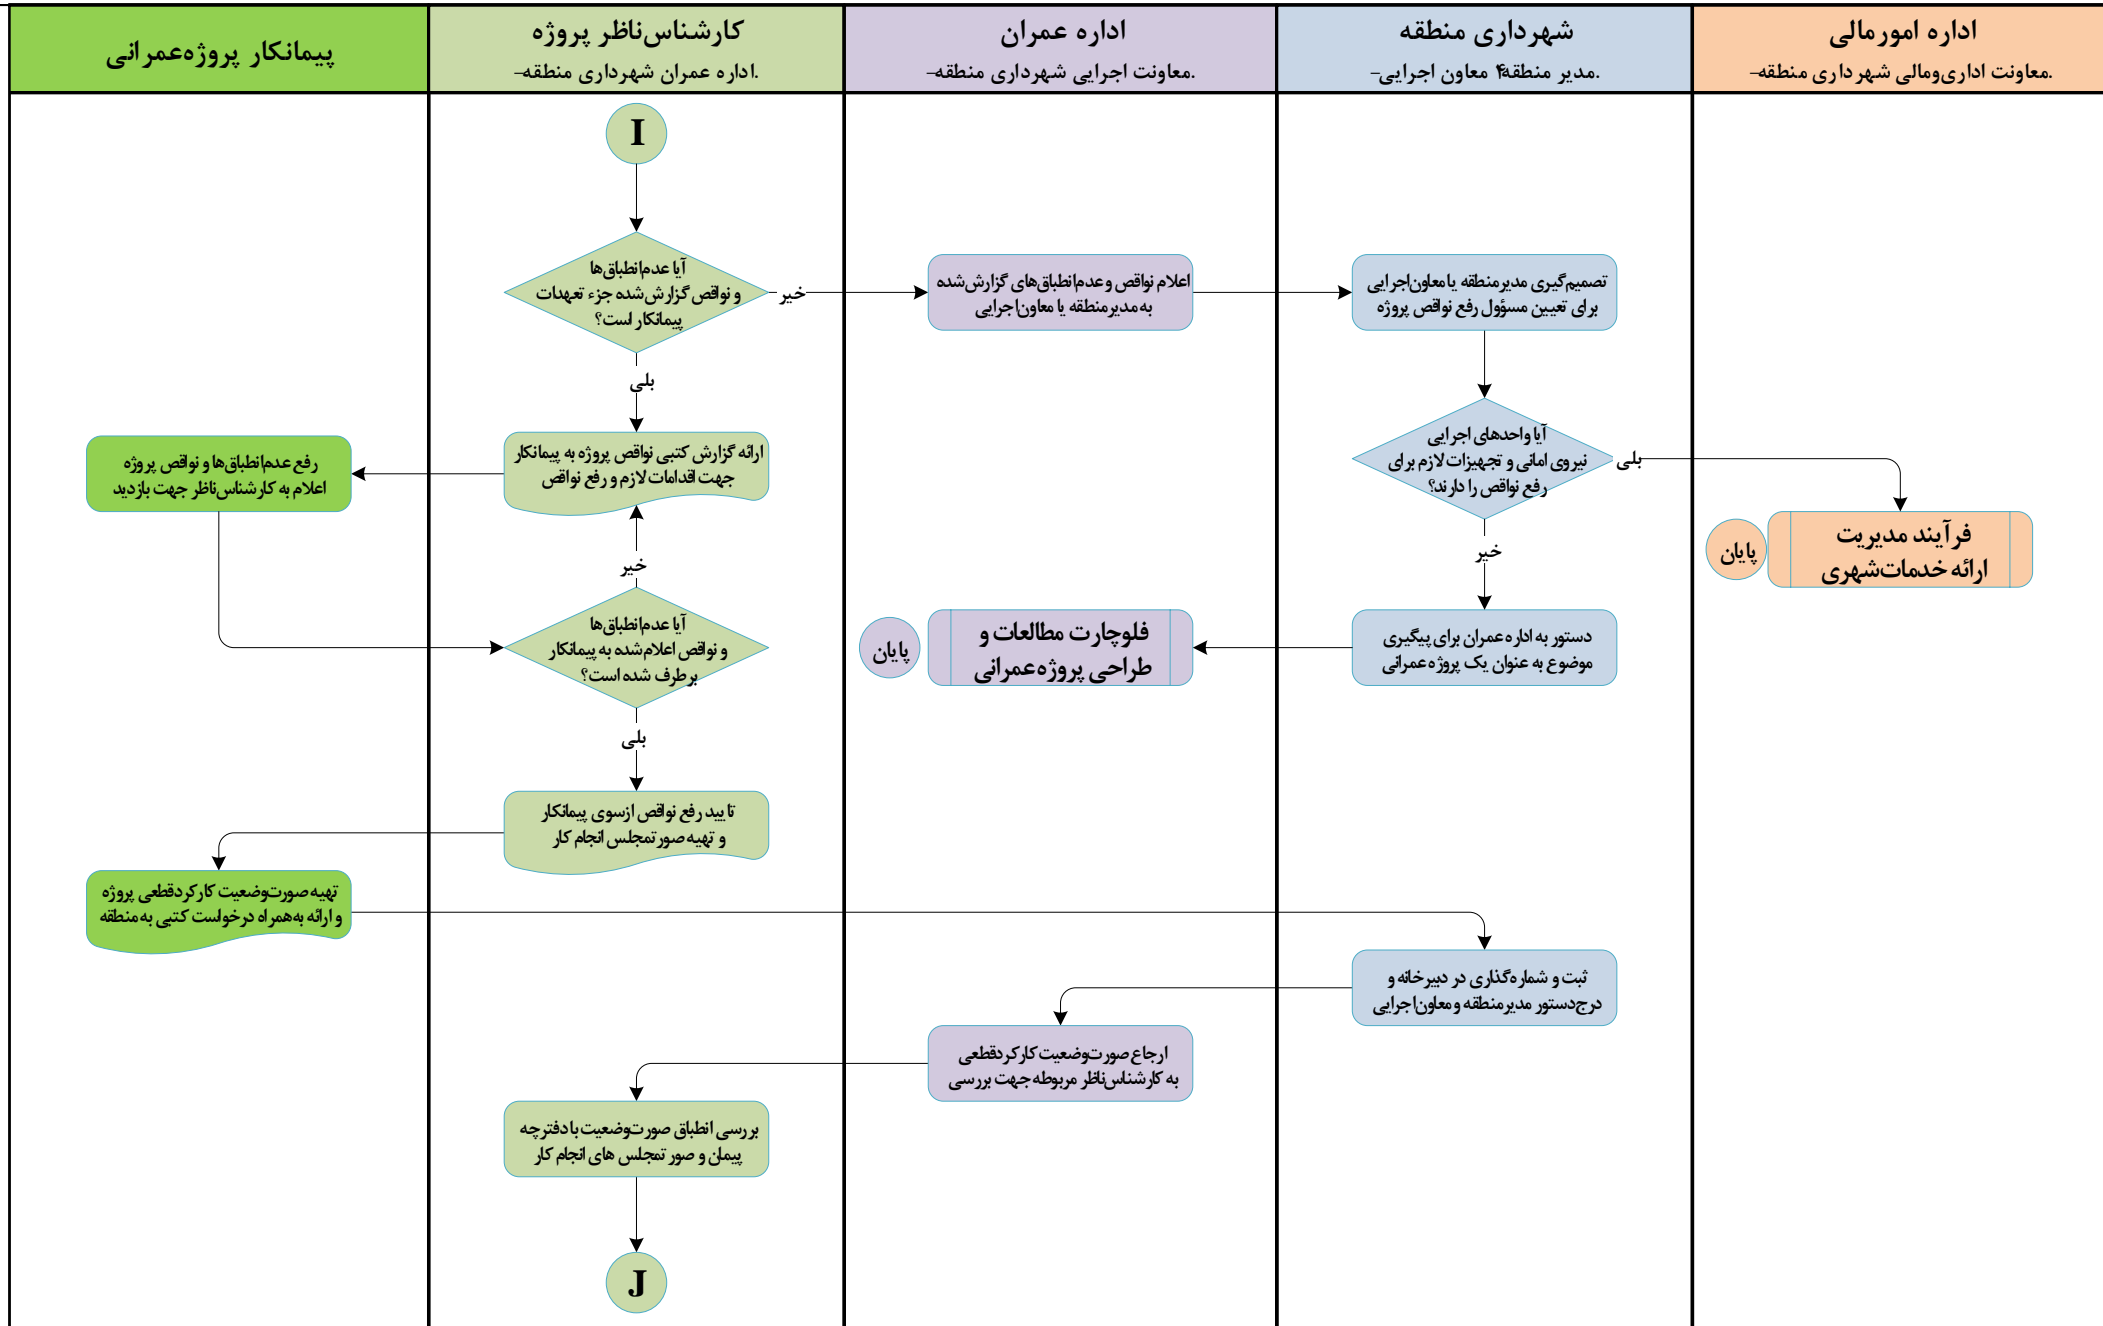 پیمانکار پروژه‌عمرانی
کارشناس‌ناظر پروژه
اداره عمران شهرداری منطقه-.
اداره عمران
معاونت اجرایی شهرداری منطقه-.
شهرداری منطقه
مدیر منطقه۴ معاون اجرایی-.
اداره امورمالی
معاونت اداری‌ومالی شهرداری منطقه-.
I
آیا عدم‌انطباق‌ها
و نواقص گزارش‌شده جزء تعهدات
پیمانکار است؟
خیر
اعلام نواقص و عدم‌انطباق‌های گزارش‌شده
به مدیرمنطقه یا معاون‌اجرایی
تصمیم‌گیری مدیرمنطقه یا معاون‌اجرایی
برای تعیین مسؤول رفع نواقص پروژه
بلی
رفع عدم‌انطباق‌ها و نواقص پروژه
اعلام به کارشناس‌ناظر جهت بازدید
ارائه گزارش کتبی نواقص پروژه به پیمانکار
جهت اقدامات لازم و رفع نواقص
آیا واحدهای اجرایی
نیروی امانی و تجهیزات لازم برای
رفع نواقص را دارند؟
بلی
خیر
خیر
پایان
فرآیند مدیریت
ارائه خدمات‌شهری
آیا عدم‌انطباق‌ها
و نواقص اعلام‌شده به پیمانکار
برطرف شده است؟
پایان
فلوچارت مطالعات و
طراحی پروژه‌عمرانی
دستور به اداره عمران برای پیگیری
موضوع به عنوان یک پروژه عمرانی
بلی
تایید رفع نواقص ازسوی پیمانکار
و تهیه صورتمجلس انجام کار
تهیه صورت‌وضعیت کارکردقطعی پروژه
و ارائه به‌همراه درخواست کتبی به منطقه
ثبت و شماره‌گذاری در دبیرخانه و
درج‌دستور مدیرمنطقه ومعاون‌اجرایی
ارجاع صورت‌وضعیت کارکردقطعی
به کارشناس‌ناظر مربوطه جهت بررسی
بررسی انطباق صورت‌وضعیت بادفترچه
پیمان و صورتمجلس های انجام کار
J